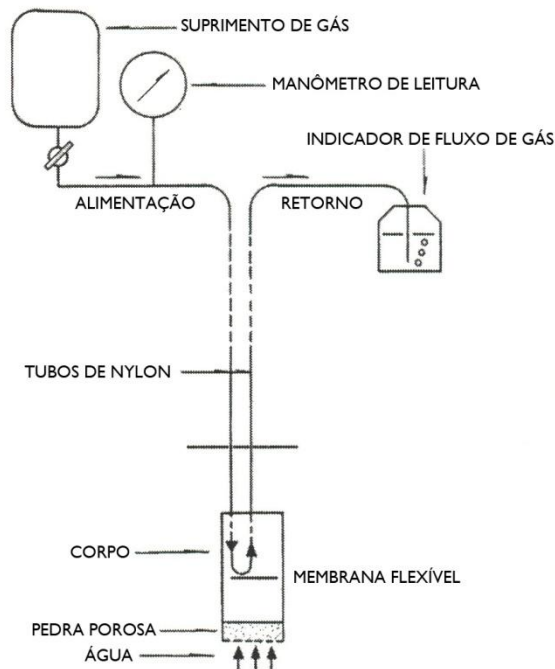 SUPRIMENTO DE GÁS
MANÔMETRO DE LEITURA
INDICADOR DE FLUXO DE GÁS
ALIMENTAÇÃO
RETORNO
TUBOS DE NYLON
CORPO
MEMBRANA FLEXÍVEL
PEDRA POROSA
ÁGUA